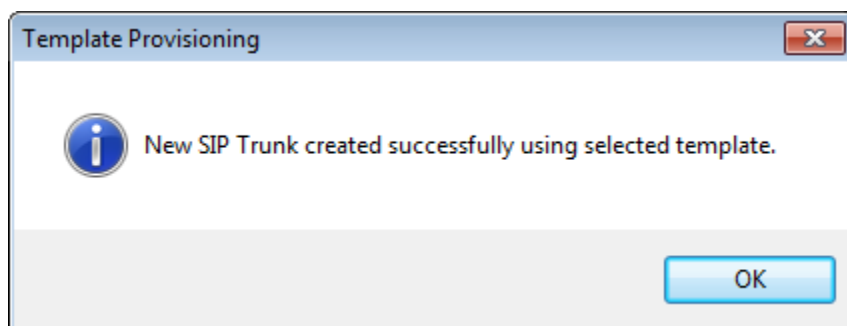 Template Provisioning
New SIP Trunk created successfully using selected template.
OK